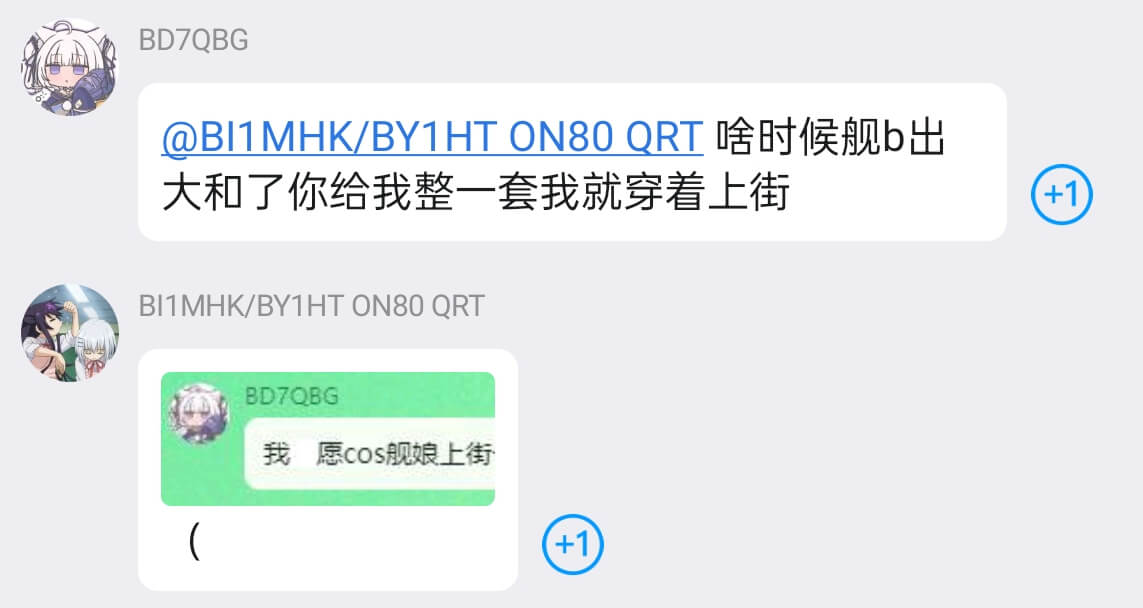 BD7QBG
@BI1MHK/BY1HT ON80 QRT 啥时候舰b出
大和了你给我整一套我就穿着上街
+1
BI1MHK/BY1HT ON80 QRT
BD7QBG
我 愿cos舰娘上街
（
+1